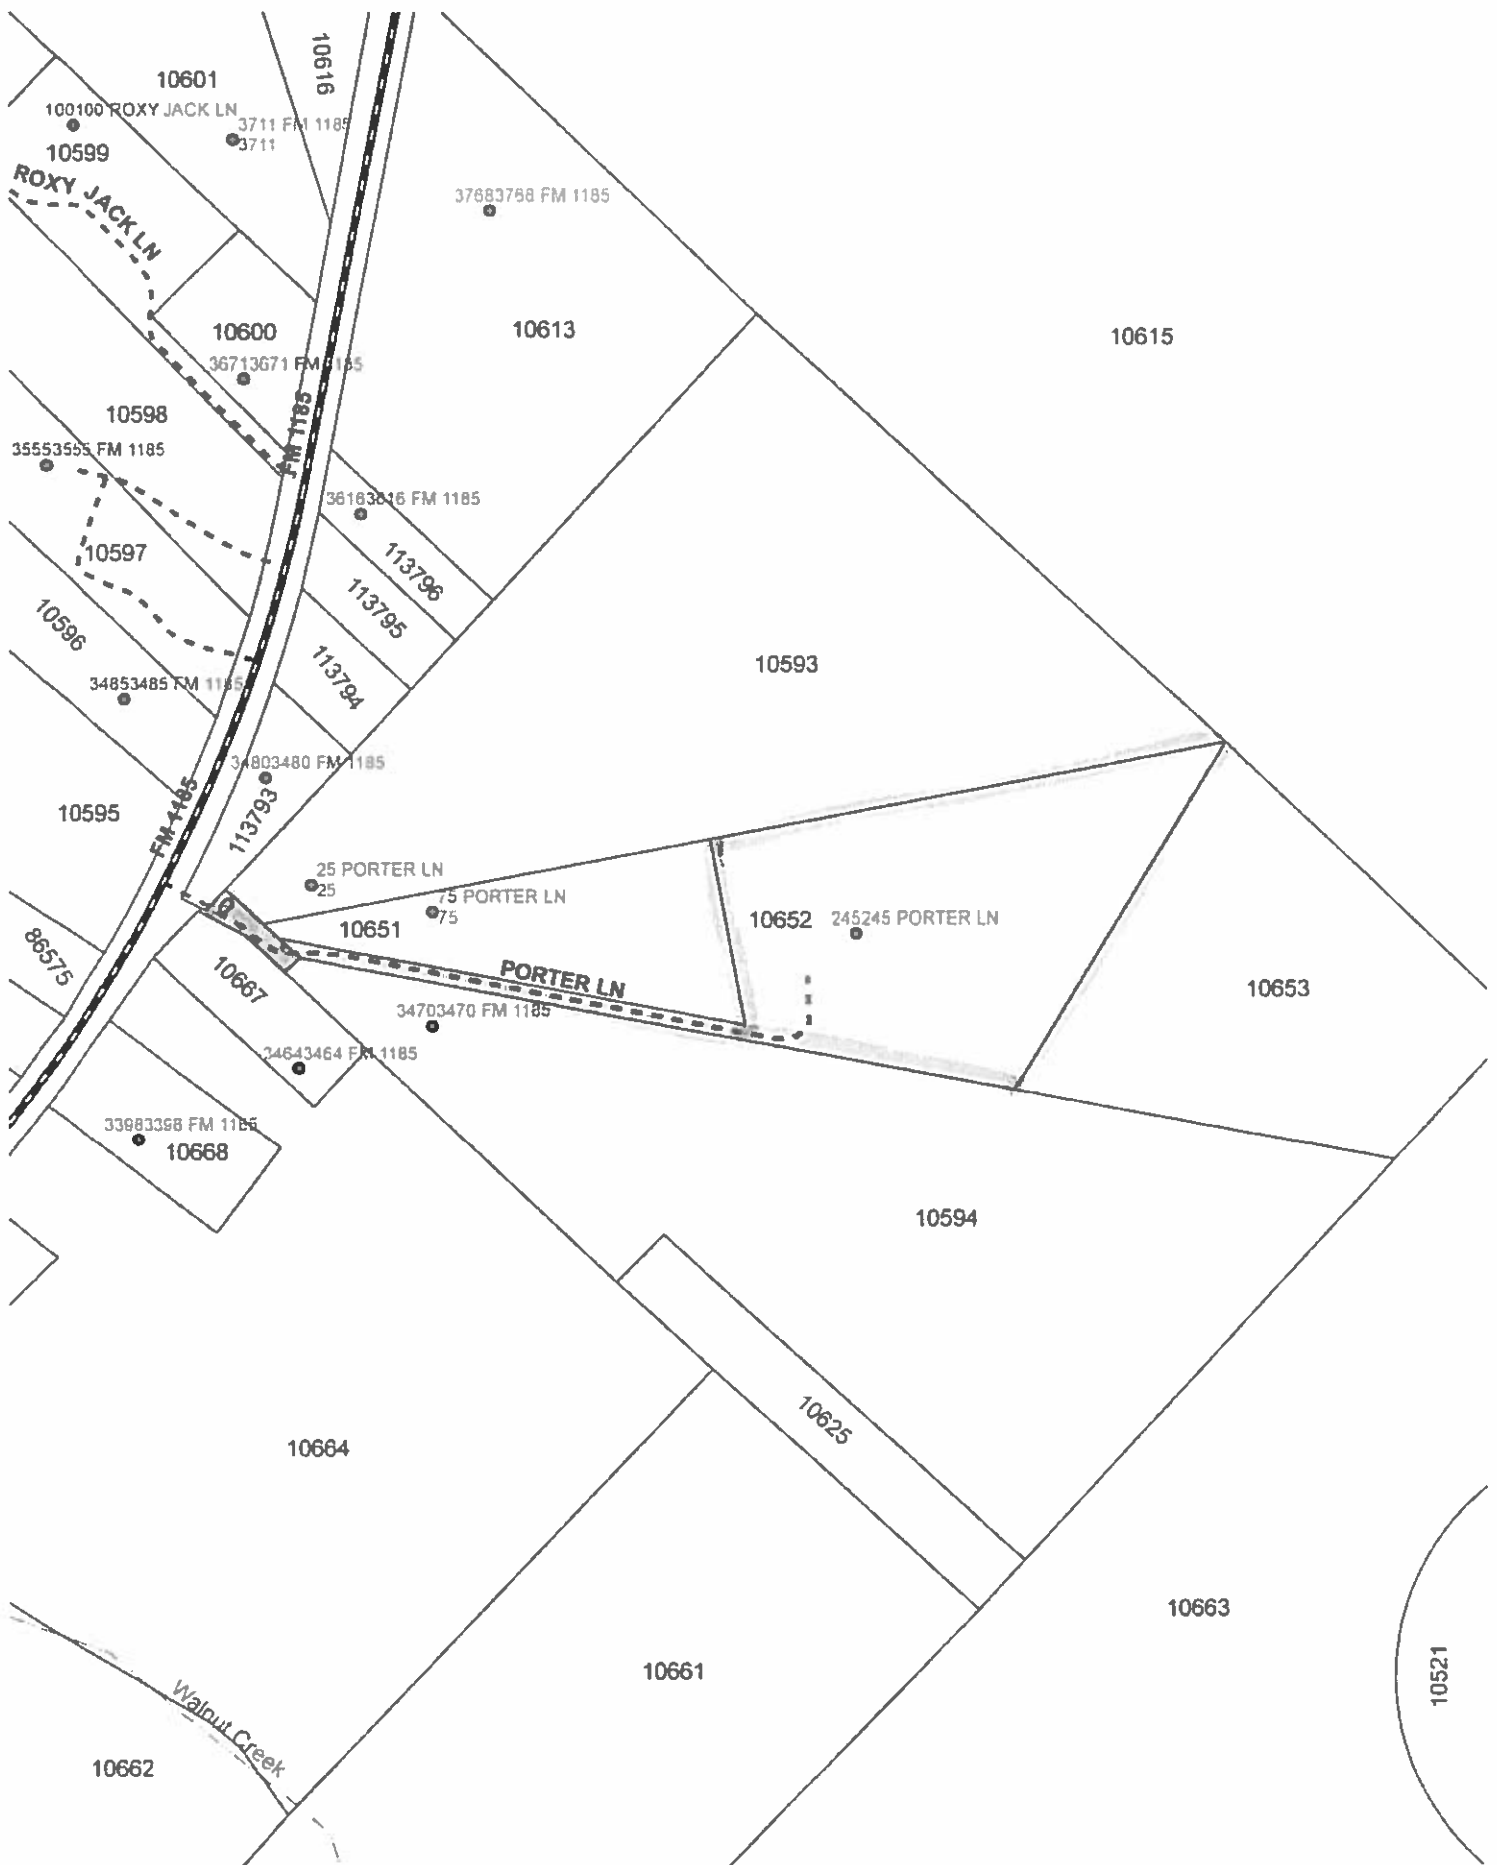 10616
10601
100100 ROXY JACK LN
3711 FM 1185
3711
10599
ROXY JACK LN
37683768 FM 1185
10600
10613
10615
36713671 FM 1185
FM 1185
10598
35553555 FM 1185
36163616 FM 1185
10597
113796
113795
10596
113794
10593
34853485 FM 1185
34803480 FM 1185
FM 1185
10595
113793
25 PORTER LN
25
75 PORTER LN
75
10651
10652
245245 PORTER LN
86575
10667
PORTER LN
10653
34703470 FM 1185
34643464 FM 1185
33983398 FM 1185
10668
10594
10625
10664
10663
10661
10521
Walnut Creek
10662